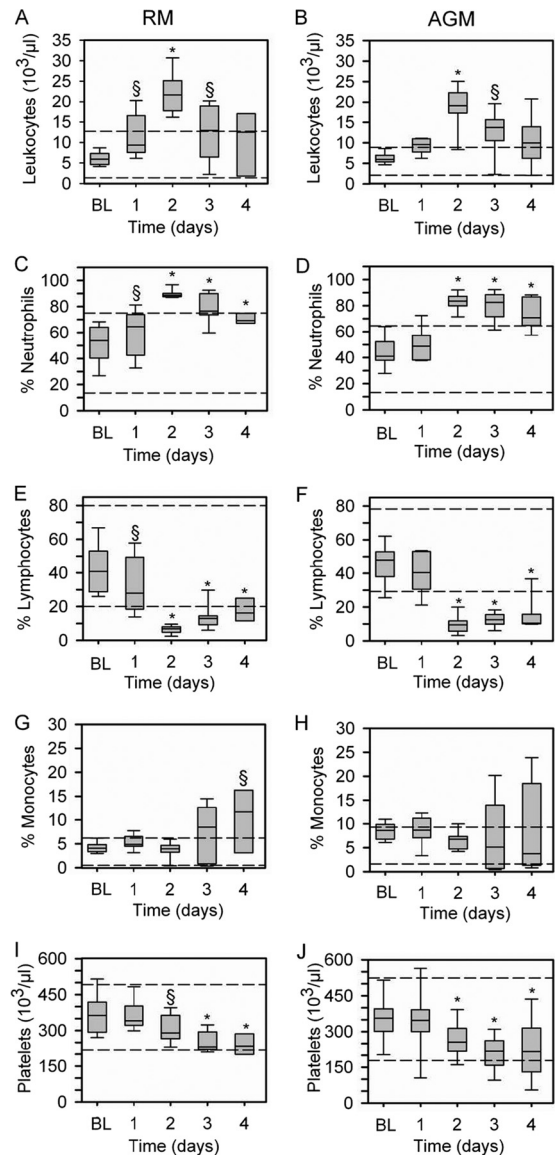 RM AGM
A B
Leukocytes (10³/µl) Leukocytes (10³/µl)
35 35
30 30
25 25
20 20
15 15
10 10
5 5
0 0
§ * § * §
BL 1 2 3 4 BL 1 2 3 4
Time (days) Time (days)
C D
% Neutrophils % Neutrophils
100 100
80 80
60 60
40 40
20 20
0 0
§ * * * * * *
BL 1 2 3 4 BL 1 2 3 4
Time (days) Time (days)
E F
% Lymphocytes % Lymphocytes
80 80
60 60
40 40
20 20
0 0
§ * * * * * *
BL 1 2 3 4 BL 1 2 3 4
Time (days) Time (days)
G H
% Monocytes % Monocytes
30 30
25 25
20 20
15 15
10 10
5 5
0 0
§
BL 1 2 3 4 BL 1 2 3 4
Time (days) Time (days)
I J
Platelets (10³/µl) Platelets (10³/µl)
600 600
450 450
300 300
150 150
0 0
§ * * * * *
BL 1 2 3 4 BL 1 2 3 4
Time (days) Time (days)